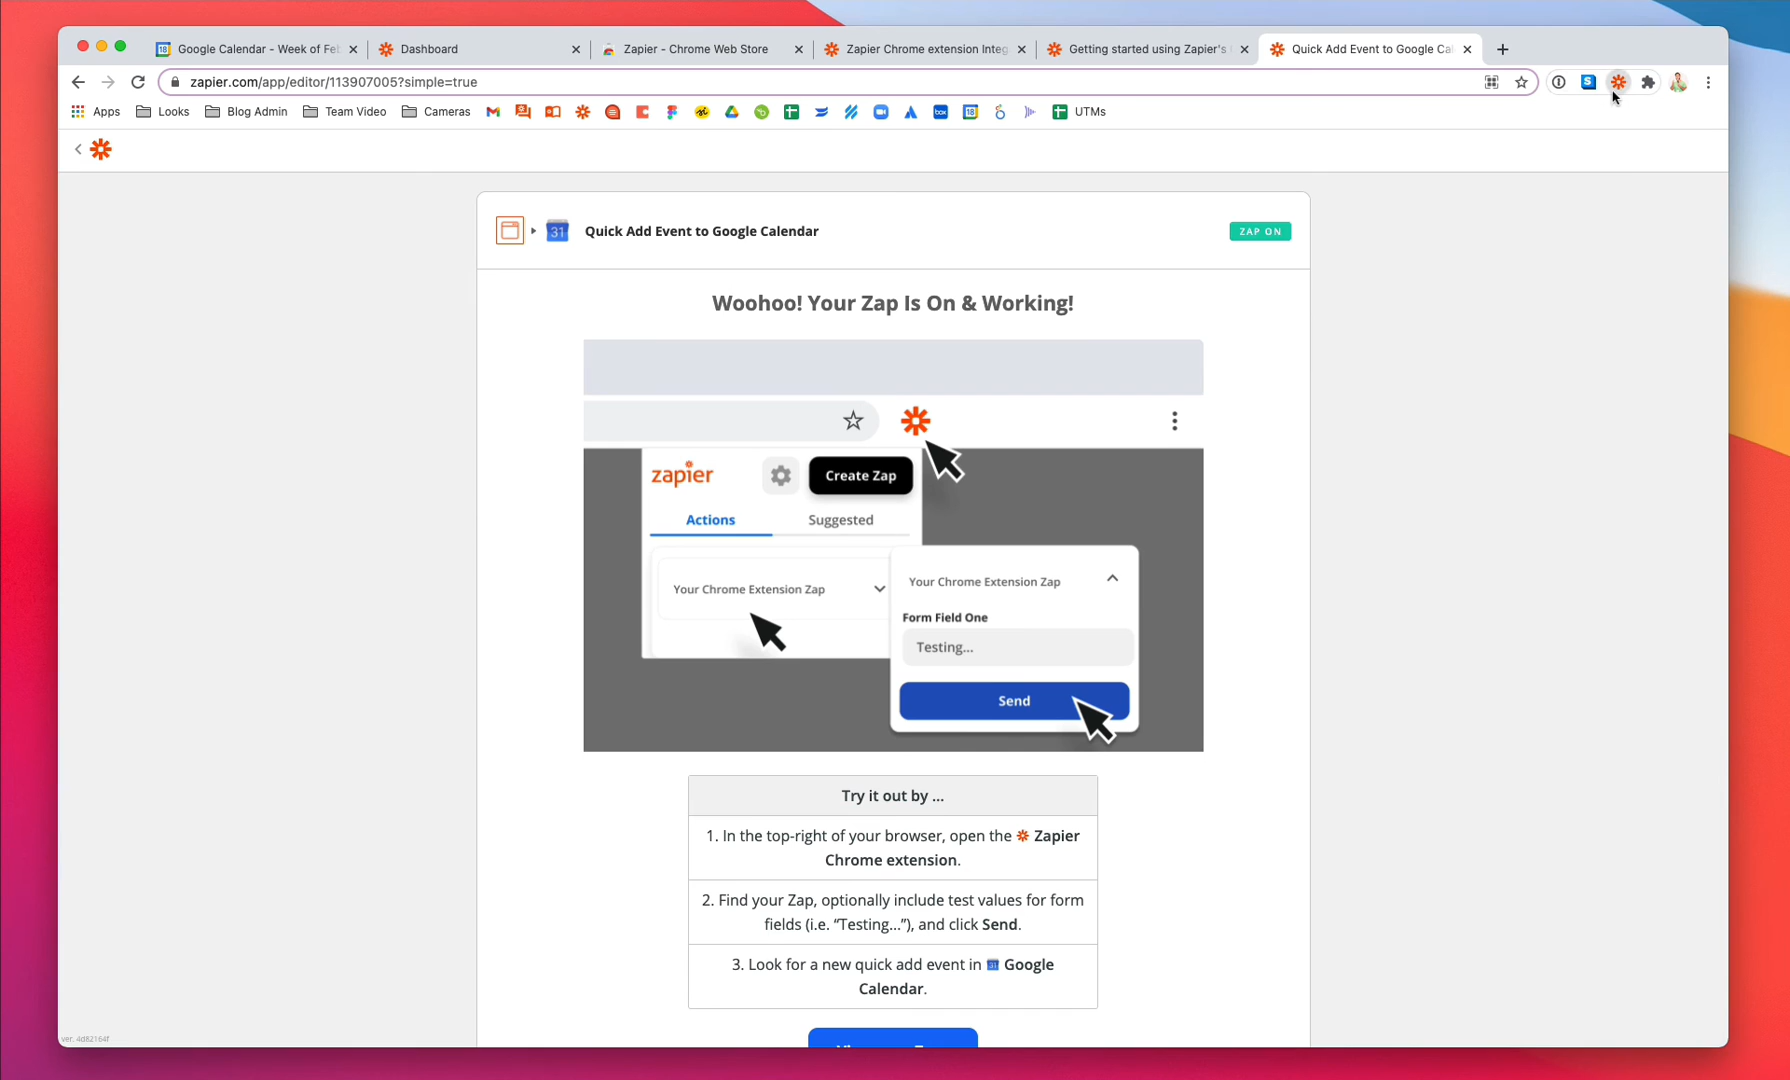 Google Calendar - Week of Feb
Dashboard
Zapier - Chrome Web Store
Zapier Chrome extension Integ
Getting started using Zapier's
Quick Add Event to Google Cal
zapier.com/app/editor/113907005?simple=true
Apps
Looks
Blog Admin
Team Video
Cameras
UTMs
31
Quick Add Event to Google Calendar
ZAP ON
Woohoo! Your Zap Is On & Working!
zapier
Create Zap
Actions
Suggested
Your Chrome Extension Zap
Your Chrome Extension Zap
Form Field One
Testing...
Send
Try it out by ...
1. In the top-right of your browser, open the Zapier
Chrome extension.
2. Find your Zap, optionally include test values for form
fields (i.e. “Testing...”), and click Send.
3. Look for a new quick add event in Google
Calendar.
ver. 4d82164f